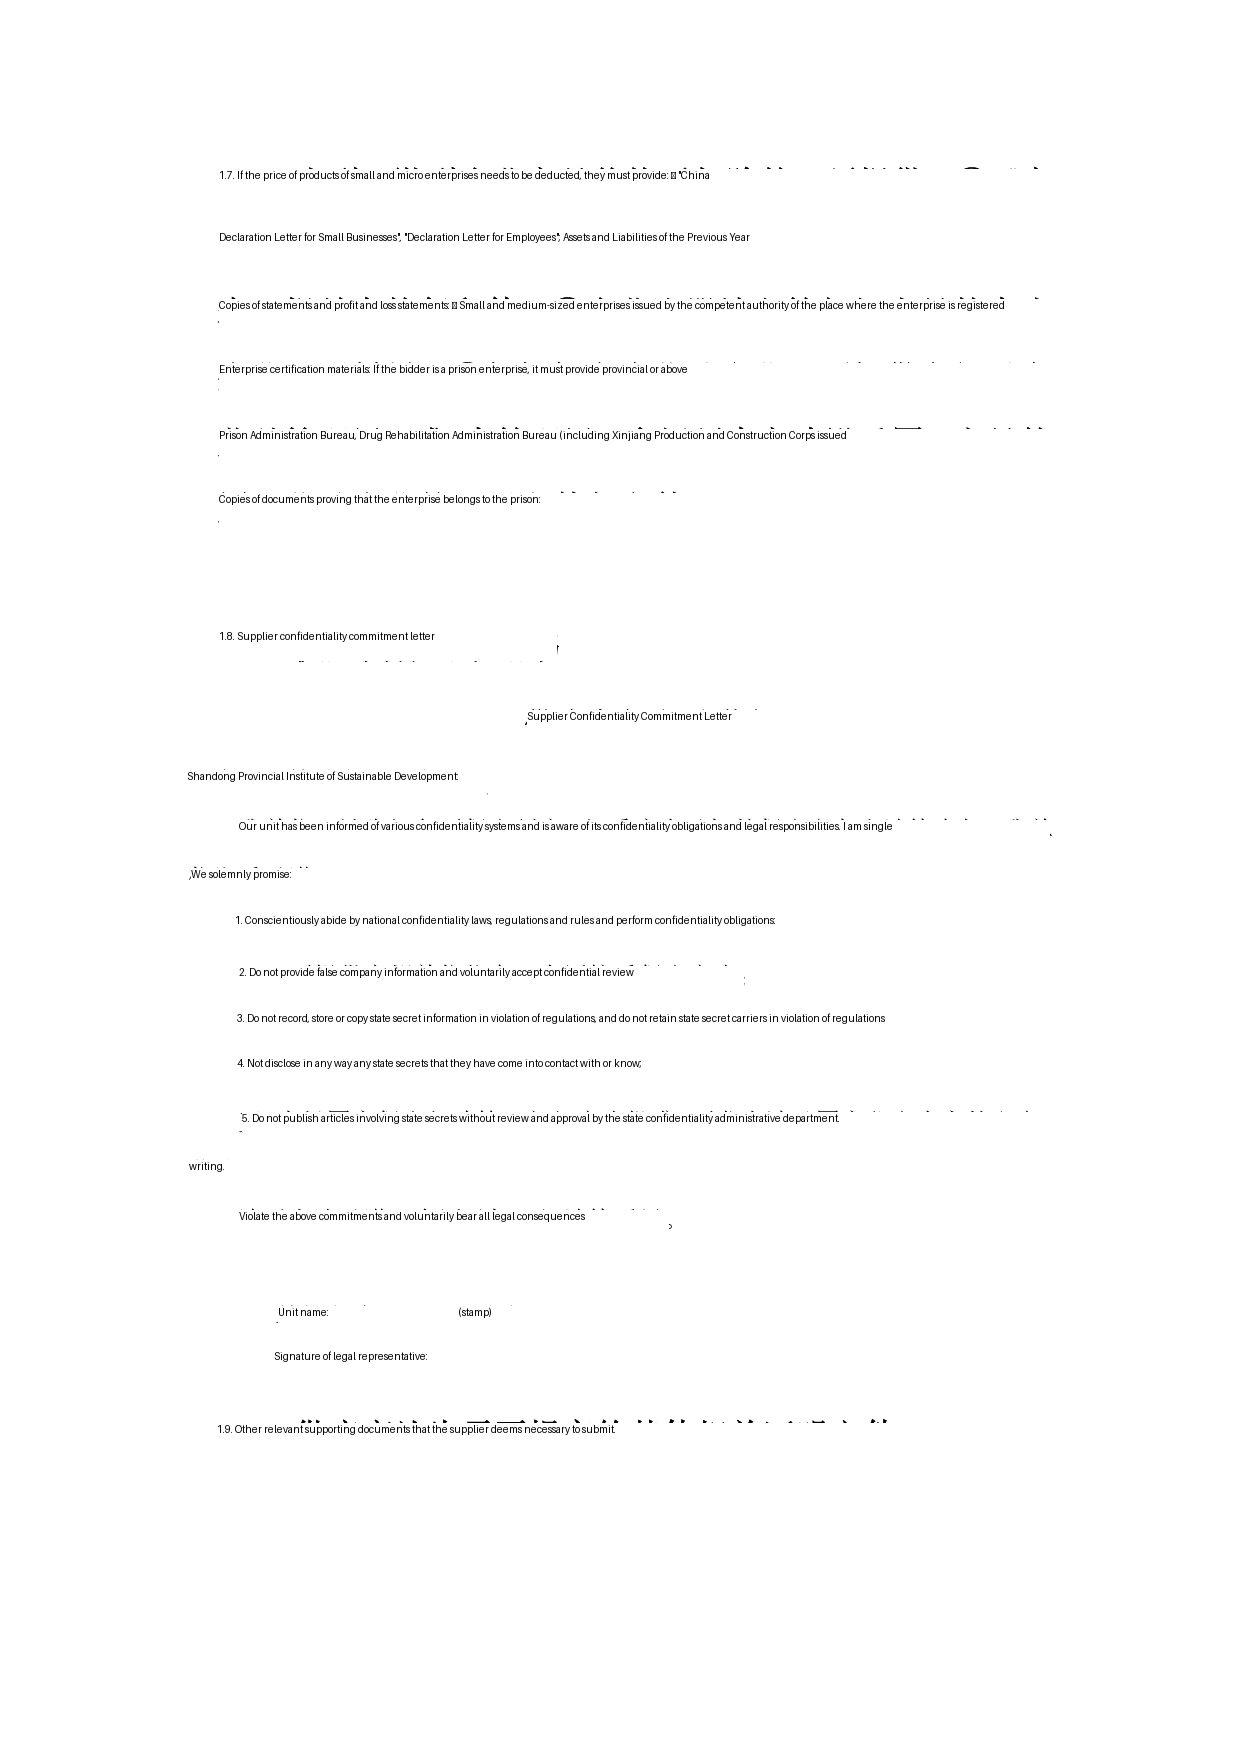 1.7. If the price of products of small and micro enterprises needs to be deducted, they must provide: "China
Declaration Letter for Small Businesses", "Declaration Letter for Employees"; Assets and Liabilities of the Previous Year
Copies of statements and profit and loss statements: Small and medium-sized enterprises issued by the competent authority of the place where the enterprise is registered
Enterprise certification materials: If the bidder is a prison enterprise, it must provide provincial or above
Prison Administration Bureau, Drug Rehabilitation Administration Bureau (including Xinjiang Production and Construction Corps issued
Copies of documents proving that the enterprise belongs to the prison:
1.8. Supplier confidentiality commitment letter
Supplier Confidentiality Commitment Letter
Shandong Provincial Institute of Sustainable Development:
Our unit has been informed of various confidentiality systems and is aware of its confidentiality obligations and legal responsibilities. I am single
,We solemnly promise:
1. Conscientiously abide by national confidentiality laws, regulations and rules and perform confidentiality obligations:
2. Do not provide false company information and voluntarily accept confidential review
3. Do not record, store or copy state secret information in violation of regulations, and do not retain state secret carriers in violation of regulations
4. Not disclose in any way any state secrets that they have come into contact with or know;
5. Do not publish articles involving state secrets without review and approval by the state confidentiality administrative department.
writing.
Violate the above commitments and voluntarily bear all legal consequences
Unit name: (stamp)
Signature of legal representative:
1.9. Other relevant supporting documents that the supplier deems necessary to submit.